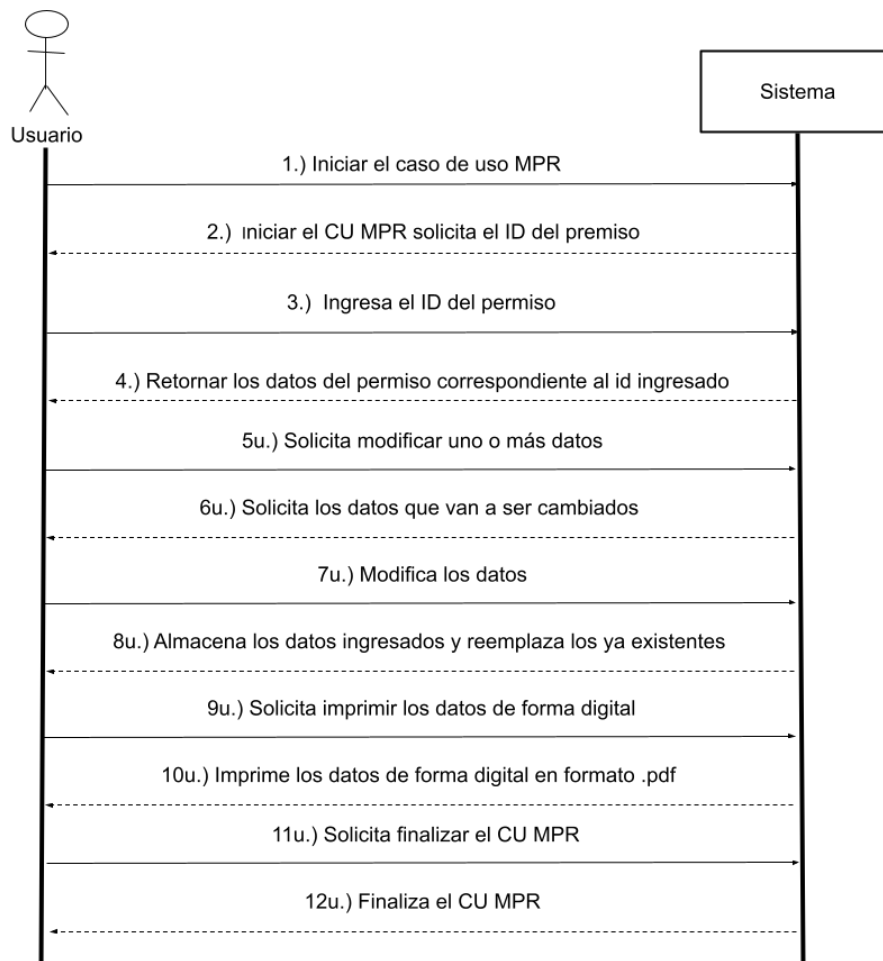 Usuario
Sistema
1.) Iniciar el caso de uso MPR
2.) Iniciar el CU MPR solicita el ID del premiso
3.) Ingresa el ID del permiso
4.) Retornar los datos del permiso correspondiente al id ingresado
5u.) Solicita modificar uno o más datos
6u.) Solicita los datos que van a ser cambiados
7u.) Modifica los datos
8u.) Almacena los datos ingresados y reemplaza los ya existentes
9u.) Solicita imprimir los datos de forma digital
10u.) Imprime los datos de forma digital en formato .pdf
11u.) Solicita finalizar el CU MPR
12u.) Finaliza el CU MPR